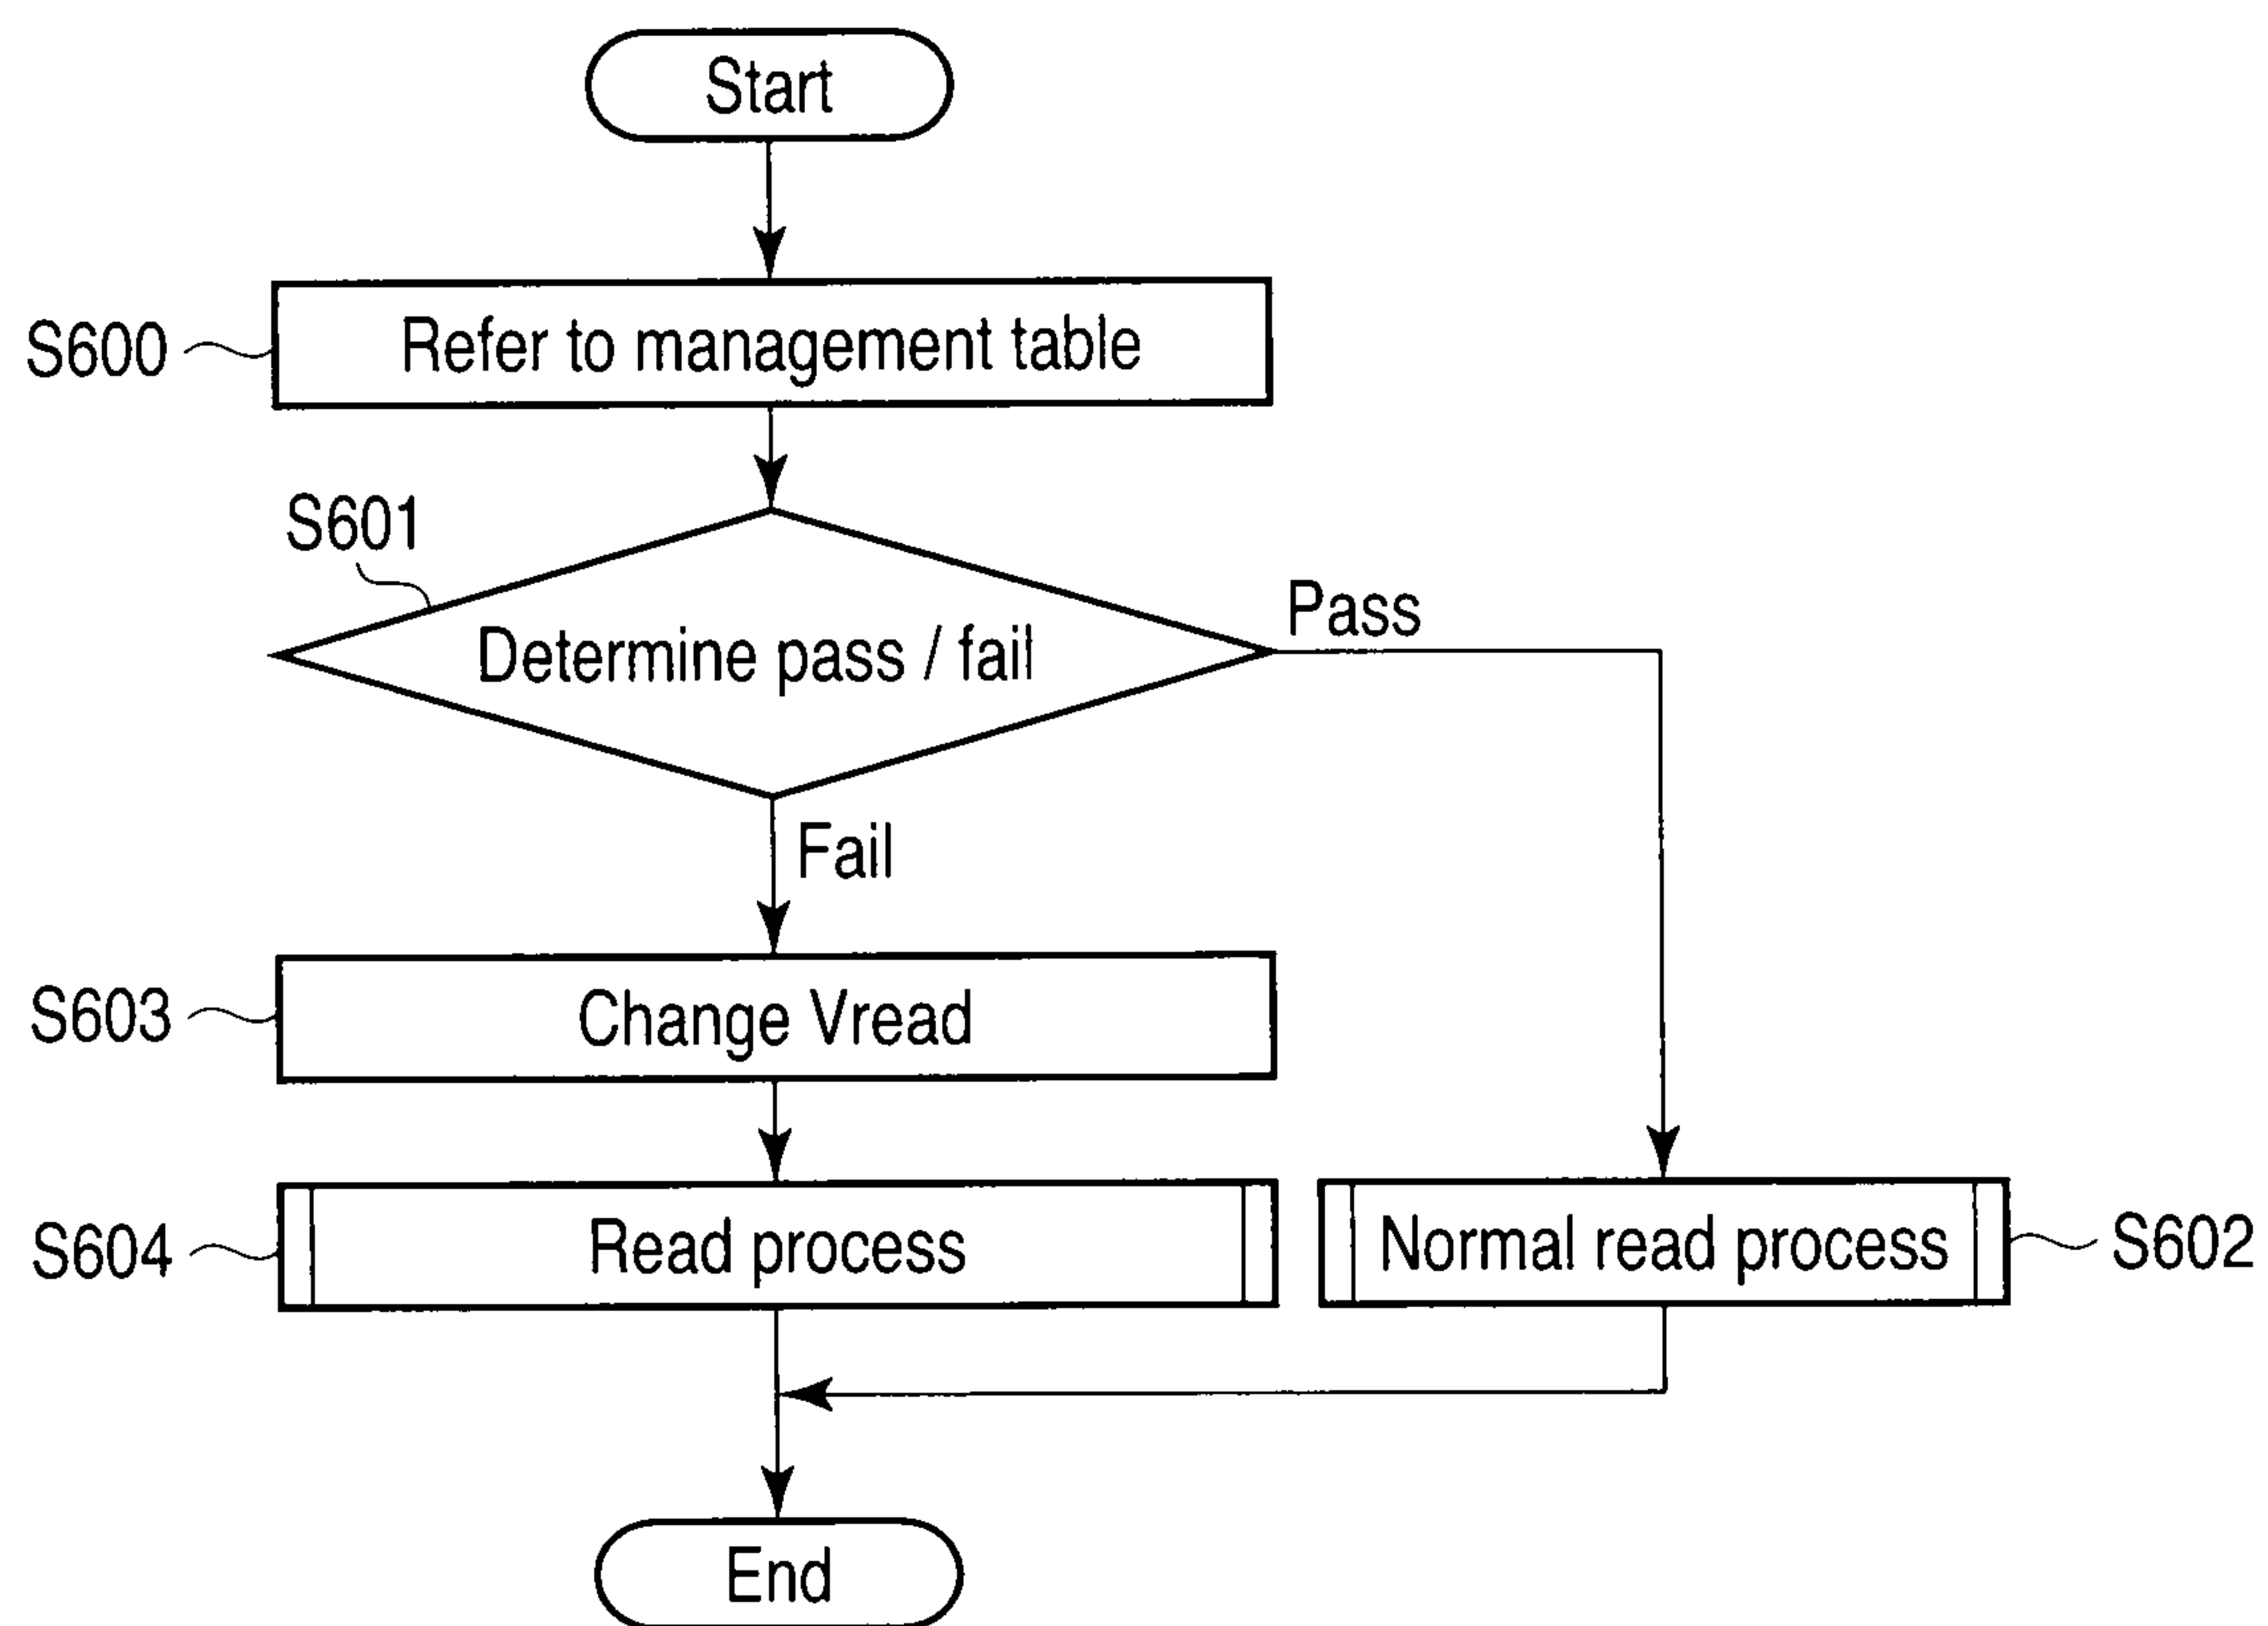 Start
S600
Refer to management table
S601
Determine pass / fail
Pass
Fail
S603
Change Vread
S604
Read process
Normal read process
S602
End